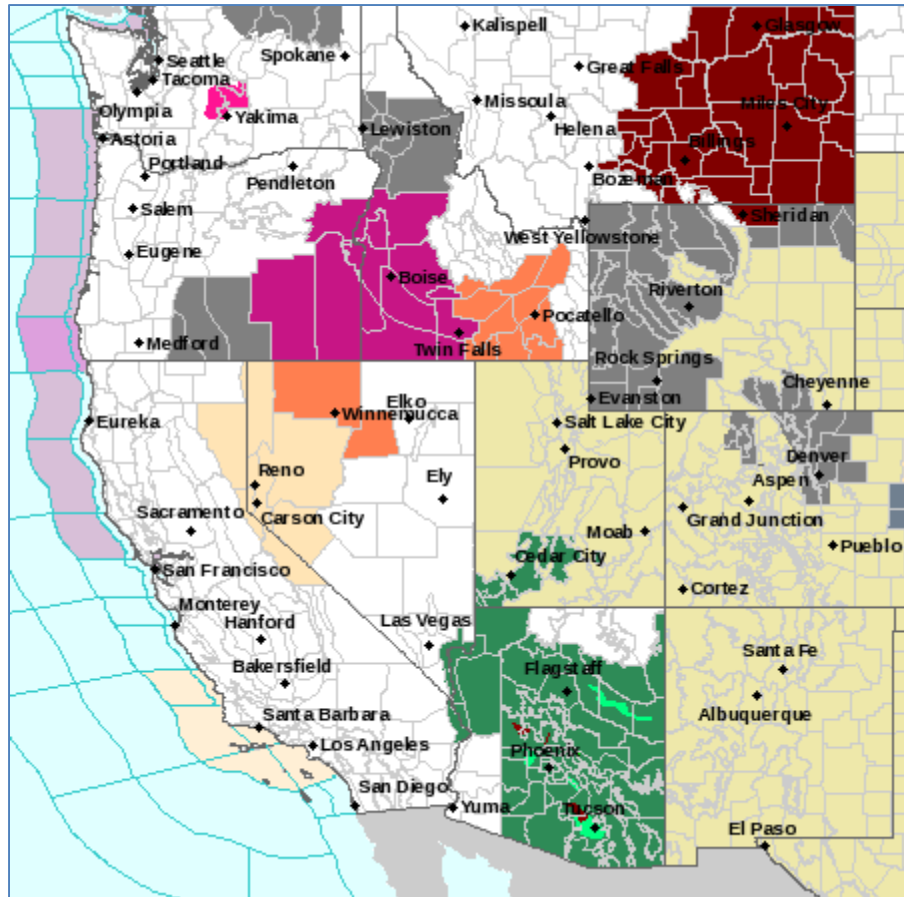 Kalispell
Glasgow
Seattle
Spokane
Tacoma
Great Falls
Olympia
Missoula
Miles City
Yakima
Helena
Astoria
Lewiston
Billings
Portland
Pendleton
Bozeman
Salem
Sheridan
West Yellowstone
Eugene
Boise
Riverton
Pocatello
Medford
Twin Falls
Rock Springs
Cheyenne
Evanston
Elko
Winnemucca
Eureka
Salt Lake City
Provo
Denver
Reno
Ely
Aspen
Sacramento
Carson City
Grand Junction
Moab
Pueblo
Cedar City
San Francisco
Cortez
Monterey
Hanford
Las Vegas
Santa Fe
Bakersfield
Flagstaff
Albuquerque
Santa Barbara
Los Angeles
Phoenix
San Diego
Yuma
Tucson
El Paso